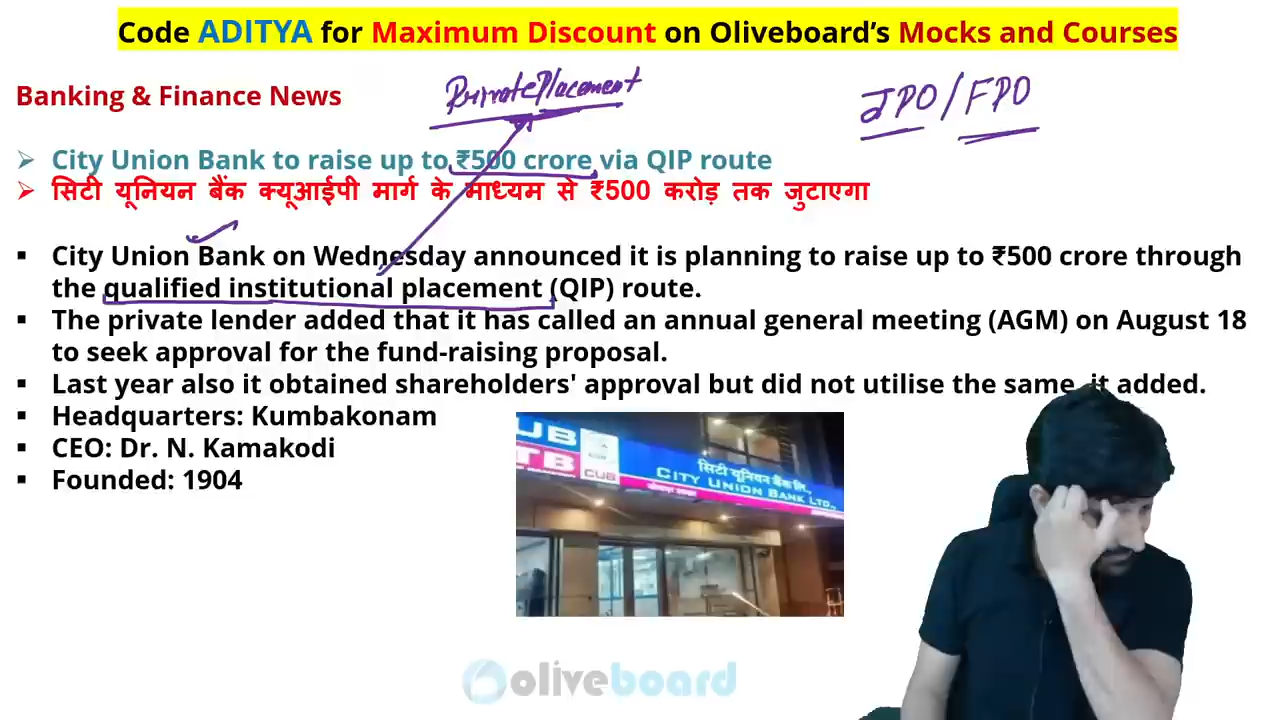 Code ADITYA for Maximum Discount on Oliveboard's Mocks and Courses
Private Placement
IPO/FPO
Banking & Finance News
City Union Bank to raise up to ₹500 crore via QIP route
सिटी यूनियन बैंक क्यूआईपी मार्ग के माध्यम से ₹500 करोड़ तक जुटाएगा
City Union Bank on Wednesday announced it is planning to raise up to ₹500 crore through
the qualified institutional placement (QIP) route.
The private lender added that it has called an annual general meeting (AGM) on August 18
to seek approval for the fund-raising proposal.
Last year also it obtained shareholders' approval but did not utilise the same, it added.
Headquarters: Kumbakonam
CEO: Dr. N. Kamakodi
Founded: 1904
CUB
सिटी यूनियन बैंक लि.,
CITY UNION BANK LTD.,
oliveboard